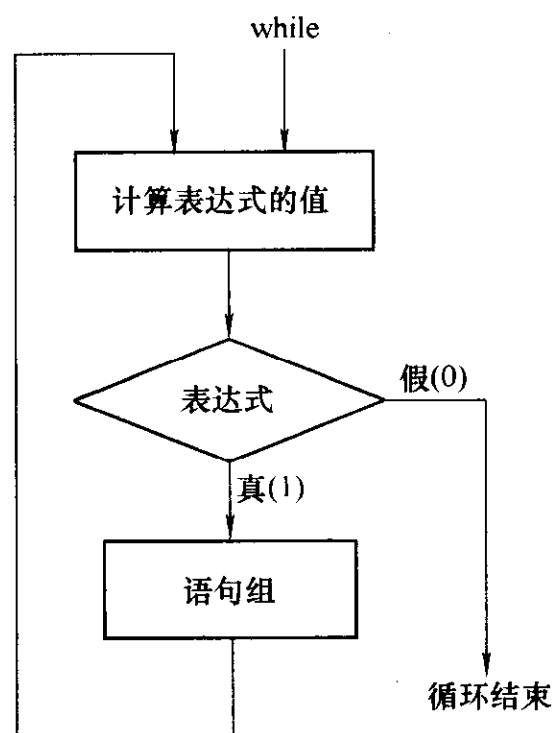 while
计算表达式的值
表达式
假(0)
真(1)
语句组
循环结束